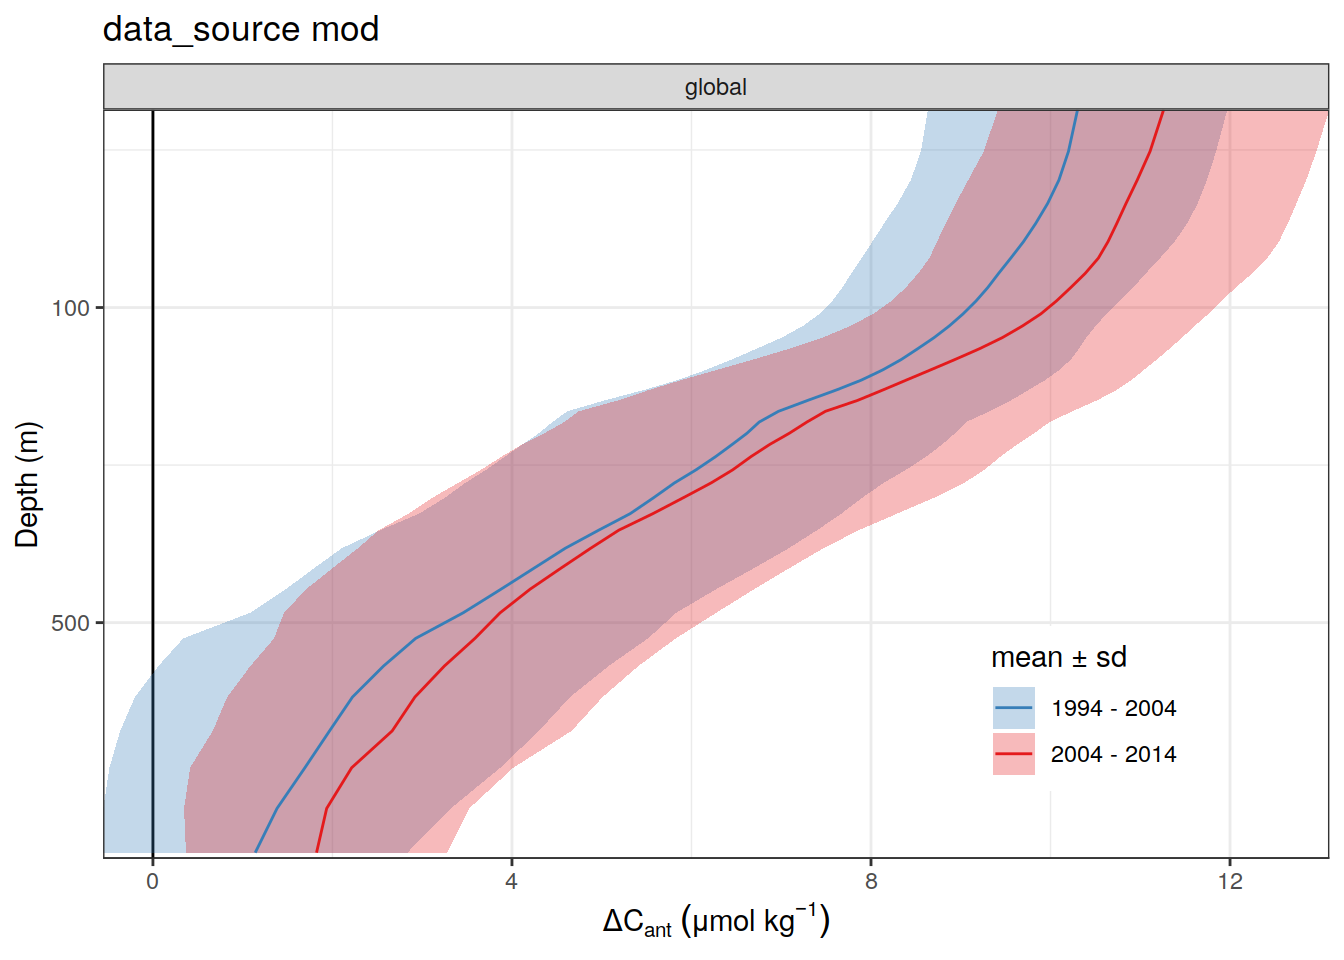 data_source mod
global
Depth (m)
100
500
mean ± sd
1994 - 2004
2004 - 2014
0 4 8 12
ΔCant (μmol kg−1)